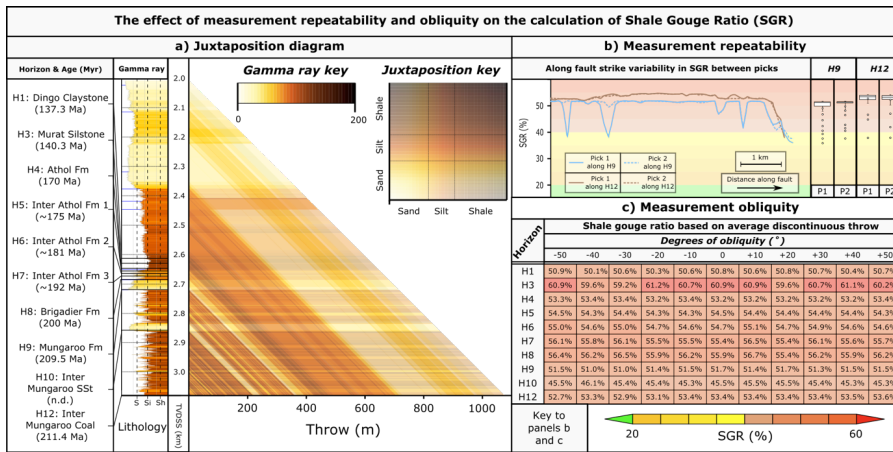 The effect of measurement repeatability and obliquity on the calculation of Shale Gouge Ratio (SGR)
a) Juxtaposition diagram
Horizon & Age (Myr)
Gamma ray
H1: Dingo Claystone
(137.3 Ma)
H3: Murat Silstone
(140.3 Ma)
H4: Athol Fm
(170 Ma)
H5: Inter Athol Fm 1
(~175 Ma)
H6: Inter Athol Fm 2
(~181 Ma)
H7: Inter Athol Fm 3
(~192 Ma)
H8: Brigadier Fm
(200 Ma)
H9: Mungaroo Fm
(209.5 Ma)
H10: Inter
Mungaroo SSt
(n.d.)
H12: Inter
Mungaroo Coal
(211.4 Ma)
S Si Sh
Lithology
2.0
2.1
2.2
2.3
2.4
2.5
2.6
2.7
2.8
2.9
3.0
TVDSS (km)
Gamma ray key
0 200
Juxtaposition key
Shale
Silt
Sand
Sand Silt Shale
200 400 600 800 1000
Throw (m)
b) Measurement repeatability
Along fault strike variability in SGR between picks
H9
H12
SGR (%)
50
40
30
20
Pick 1
along H9
Pick 2
along H9
Pick 1
along H12
Pick 2
along H12
1 km
Distance along fault
P1 P2 P1 P2
c) Measurement obliquity
Horizon
Shale gouge ratio based on average discontinuous throw
Degrees of obliquity (°)
-50 -40 -30 -20 -10 0 +10 +20 +30 +40 +50
H1 50.9% 50.1% 50.6% 50.3% 50.6% 50.8% 50.6% 50.8% 50.7% 50.4% 50.7%
H3 60.9% 59.6% 59.2% 61.2% 60.7% 60.9% 60.9% 59.6% 60.7% 61.1% 60.2%
H4 53.3% 53.4% 53.4% 53.2% 53.4% 53.2% 53.2% 53.2% 53.2% 53.2% 53.4%
H5 54.5% 54.3% 54.4% 54.4% 54.5% 54.4% 54.5% 54.4% 54.4% 54.4% 54.3%
H6 55.0% 54.6% 55.0% 54.7% 54.6% 54.7% 55.1% 54.7% 54.9% 54.6% 54.6%
H7 56.1% 55.8% 56.1% 55.5% 55.5% 55.4% 56.5% 55.4% 56.1% 55.6% 55.7%
H8 56.4% 56.2% 56.5% 55.9% 56.2% 55.9% 56.7% 55.4% 56.2% 55.9% 56.2%
H9 51.5% 51.0% 51.0% 51.5% 51.5% 51.7% 51.4% 51.7% 51.5% 51.3% 51.7%
H10 45.5% 46.1% 45.4% 45.4% 45.3% 45.5% 45.5% 45.5% 45.4% 45.3% 45.3%
H12 52.7% 53.3% 52.9% 53.1% 53.4% 53.4% 53.4% 53.4% 53.4% 53.5% 53.6%
Key to
panels b
and c
20 SGR (%) 60